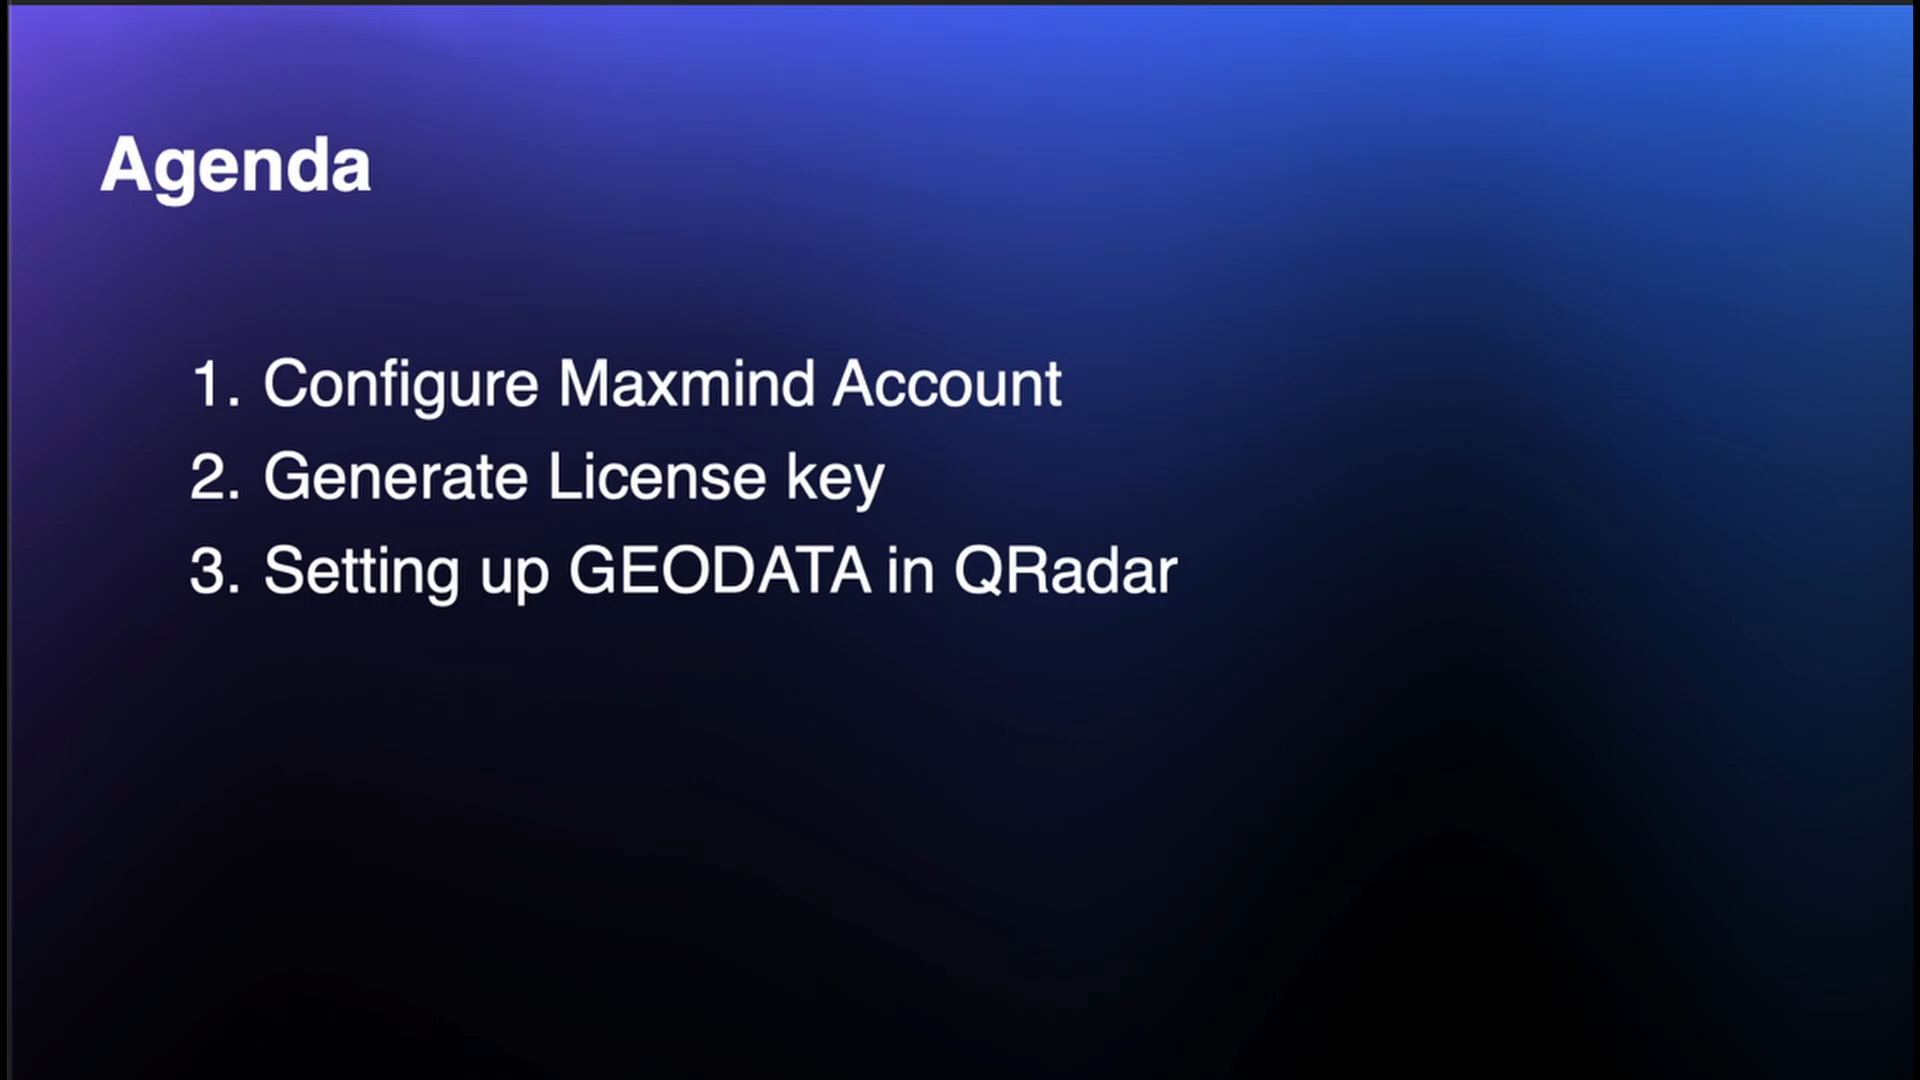 Agenda
1. Configure Maxmind Account
2. Generate License key
3. Setting up GEODATA in QRadar